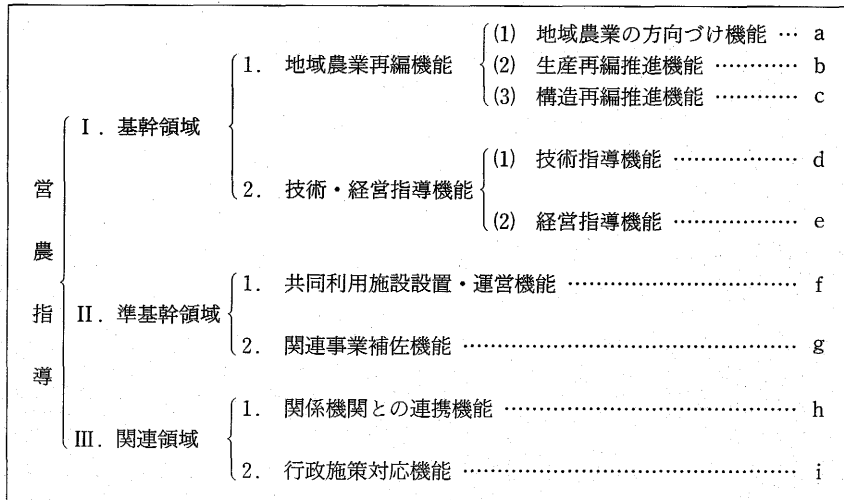 営農指導
Ⅰ. 基幹領域
1. 地域農業再編機能
(1) 地域農業の方向づけ機能 … a
(2) 生産再編推進機能 ………… b
(3) 構造再編推進機能 ………… c
2. 技術・経営指導機能
(1) 技術指導機能 ……………… d
(2) 経営指導機能 ……………… e
Ⅱ. 準基幹領域
1. 共同利用施設設置・運営機能 …………………………… f
2. 関連事業補佐機能 ………………………………………… g
Ⅲ. 関連領域
1. 関係機関との連携機能 …………………………………… h
2. 行政施策対応機能 ………………………………………… i